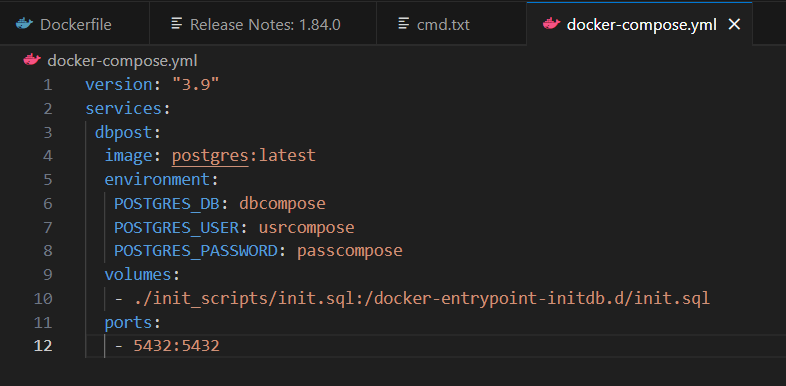 Dockerfile Release Notes: 1.84.0 cmd.txt docker-compose.yml
docker-compose.yml
1 version: "3.9"
2 services:
3 dbpost:
4 image: postgres:latest
5 environment:
6 POSTGRES_DB: dbcompose
7 POSTGRES_USER: usrcompose
8 POSTGRES_PASSWORD: passcompose
9 volumes:
10 - ./init_scripts/init.sql:/docker-entrypoint-initdb.d/init.sql
11 ports:
12 - 5432:5432